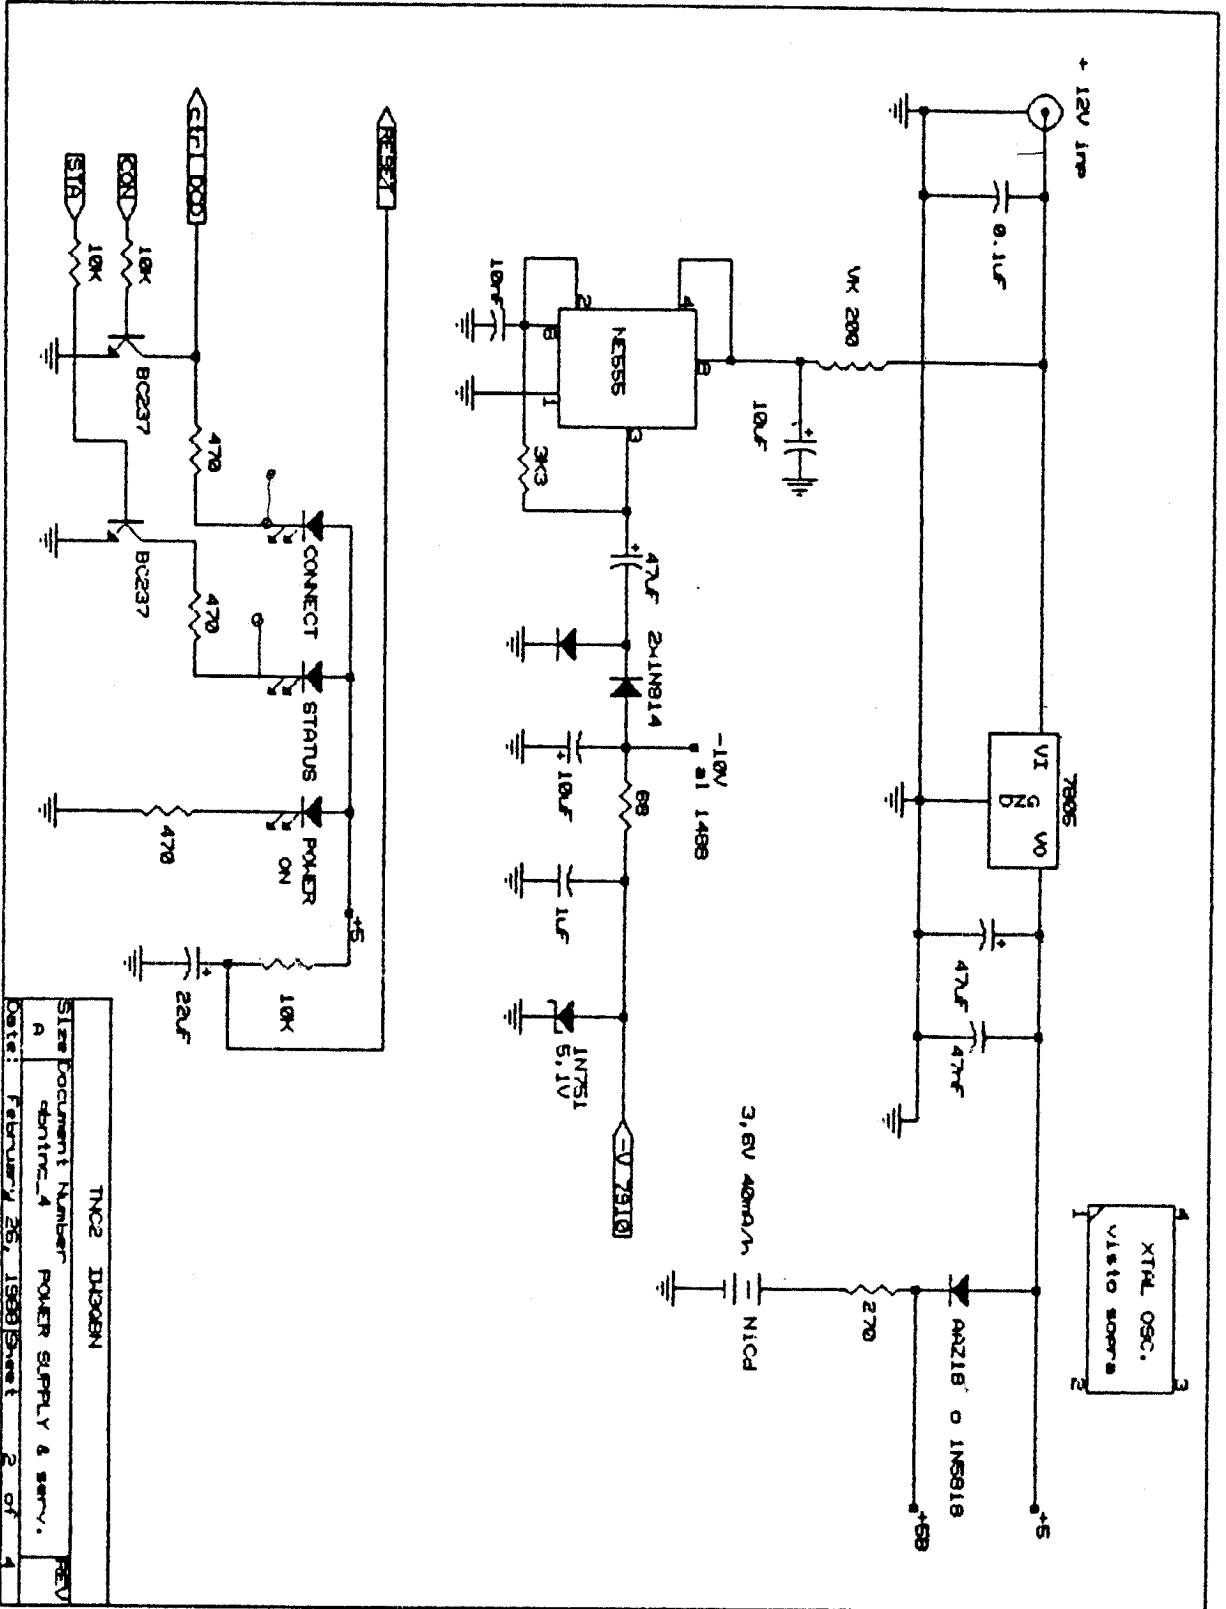 + 12V inp
0.1uF
VK 200
7805
VI
GND
VO
47uF
47nF
XTAL OSC.
visto sopra
4
3
1
2
+5
+5B
AAZ18 o 1N5818
270
NiCd
3,6V 40mA/h
10uF
NE555
4
8
2
6
1
3
10nF
3K3
47uF
2x1N914
-10V
al 1488
10uF
68
1uF
1N751
5,1V
-V 7910
RESET
ctrl DCD
CON
STA
10K
10K
BC237
BC237
470
470
CONNECT
STATUS
POWER
ON
470
+5
10K
22uF
TNC2
Size
Document Number
REV
A
POWER SUPPLY & serv.
Date:
February 26,
Sheet
2 of 4